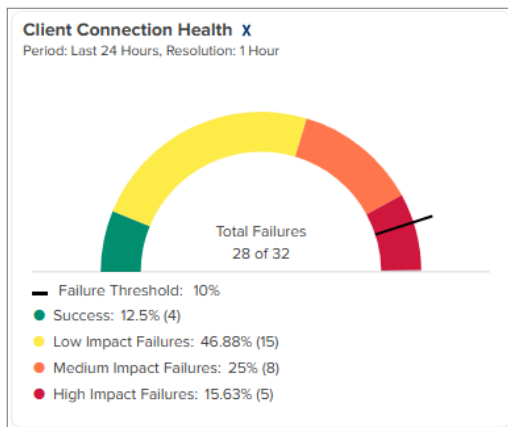 Client Connection Health X
Period: Last 24 Hours, Resolution: 1 Hour
Total Failures
28 of 32
Failure Threshold: 10%
Success: 12.5% (4)
Low Impact Failures: 46.88% (15)
Medium Impact Failures: 25% (8)
High Impact Failures: 15.63% (5)